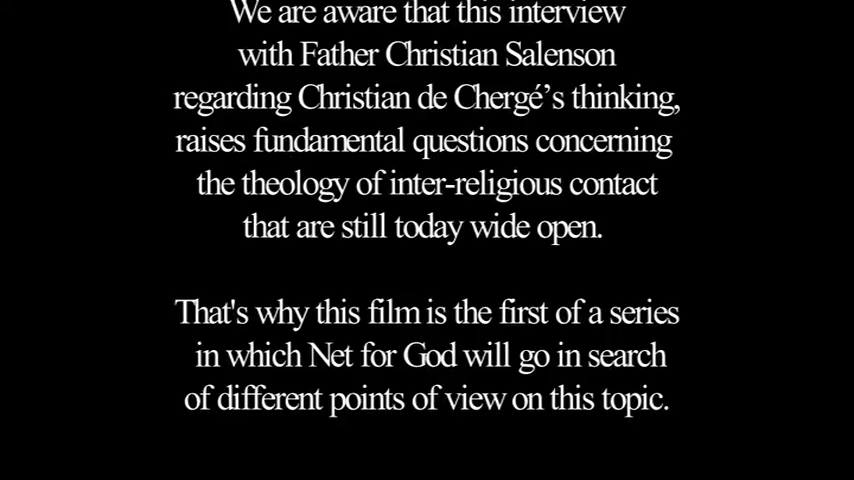 We are aware that this interview
with Father Christian Salenson
regarding Christian de Chergé’s thinking,
raises fundamental questions concerning
the theology of inter-religious contact
that are still today wide open.
That's why this film is the first of a series
in which Net for God will go in search
of different points of view on this topic.